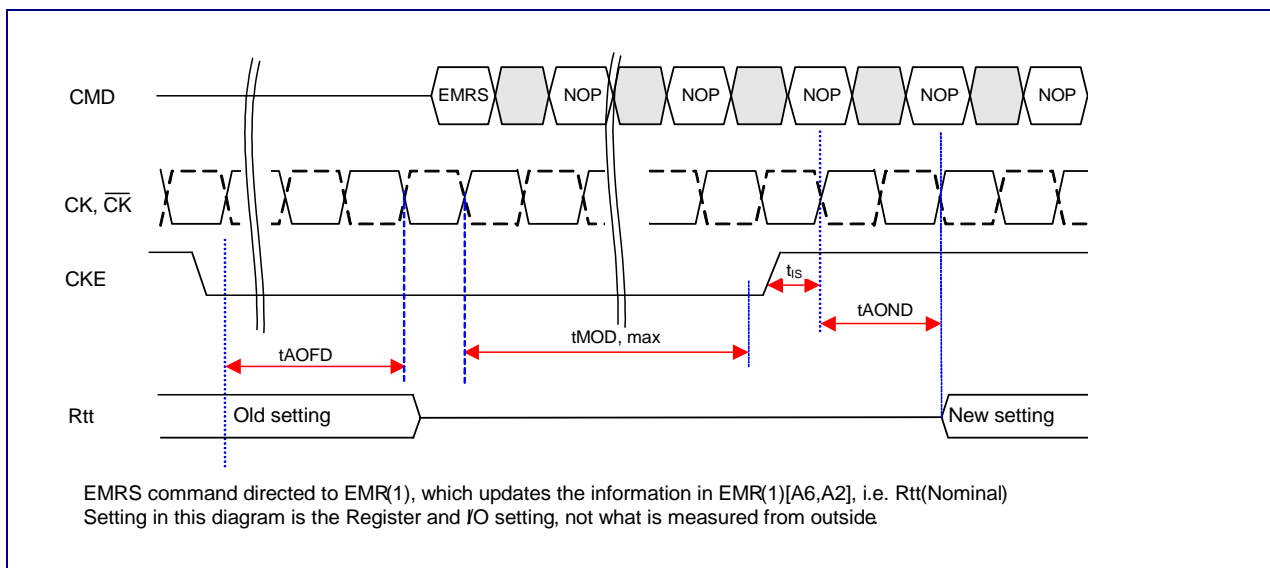 CMD
EMRS NOP NOP NOP NOP NOP
CK, CK
CKE
tIS
tAOND
tMOD, max
tAOFD
Rtt
Old setting
New setting
EMRS command directed to EMR(1), which updates the information in EMR(1)[A6,A2], i.e. Rtt(Nominal)
Setting in this diagram is the Register and I/O setting, not what is measured from outside.